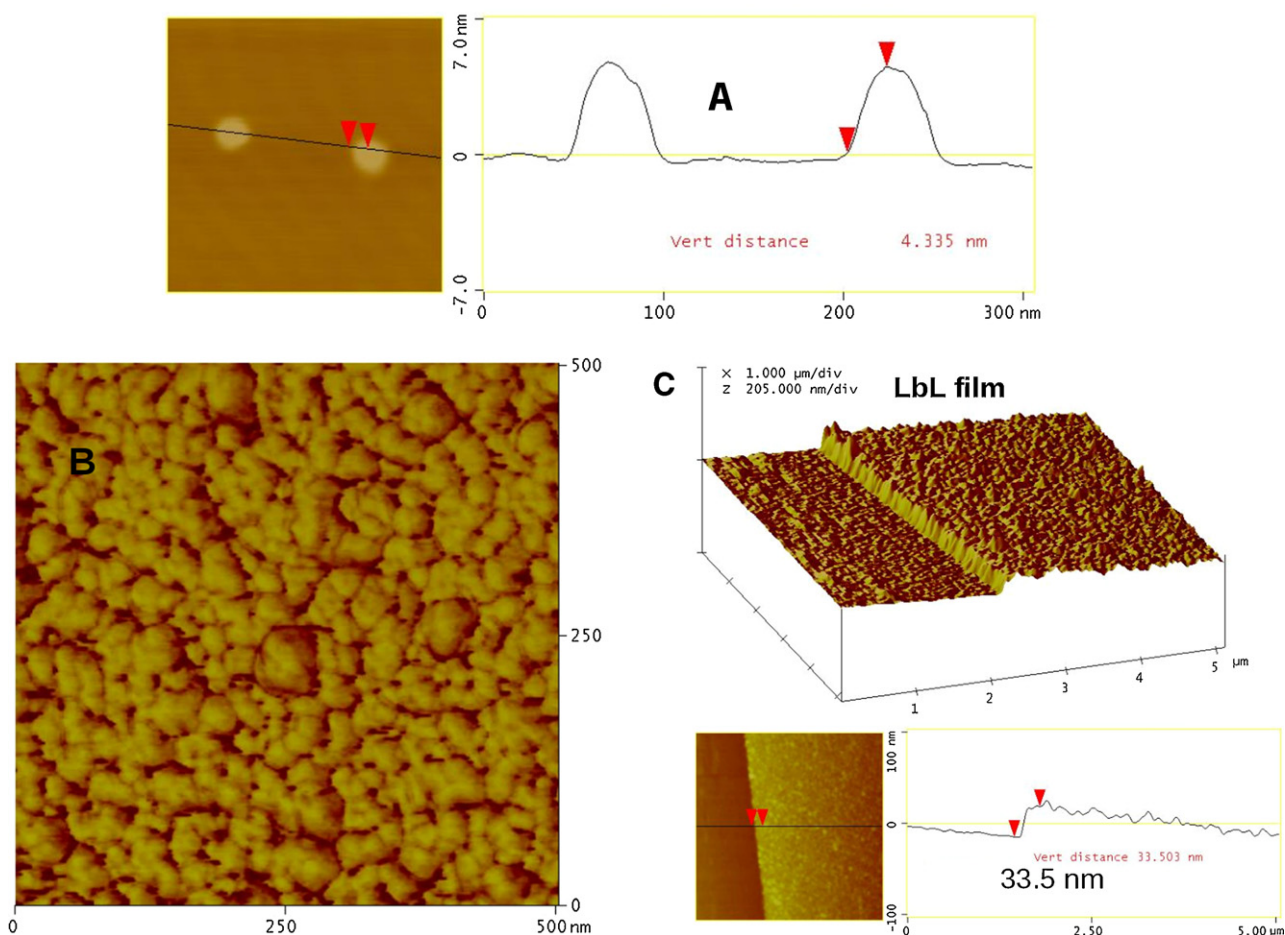 7.0 nm
0
-7.0
A
Vert distance 4.335 nm
0 100 200 300 nm
B
500
250
0
0 250 500 nm
C
X 1.000 µm/div
Z 205.000 nm/div
LbL film
1 2 3 4 5 µm
100 nm
0
-100
Vert distance 33.503 nm
33.5 nm
0 2.50 5.00 µm